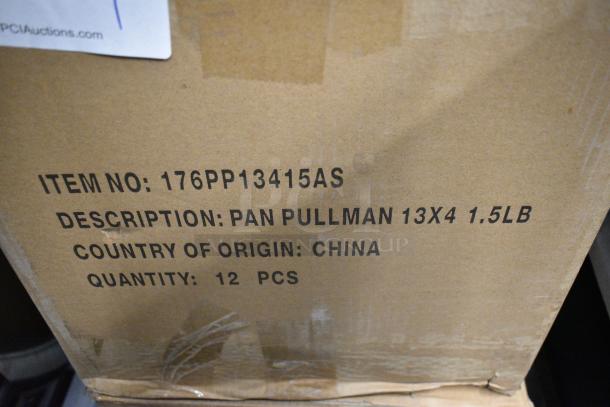 PCIAuctions.com
ITEM NO: 176PP13415AS
DESCRIPTION: PAN PULLMAN 13X4 1.5LB
COUNTRY OF ORIGIN: CHINA
QUANTITY: 12 PCS